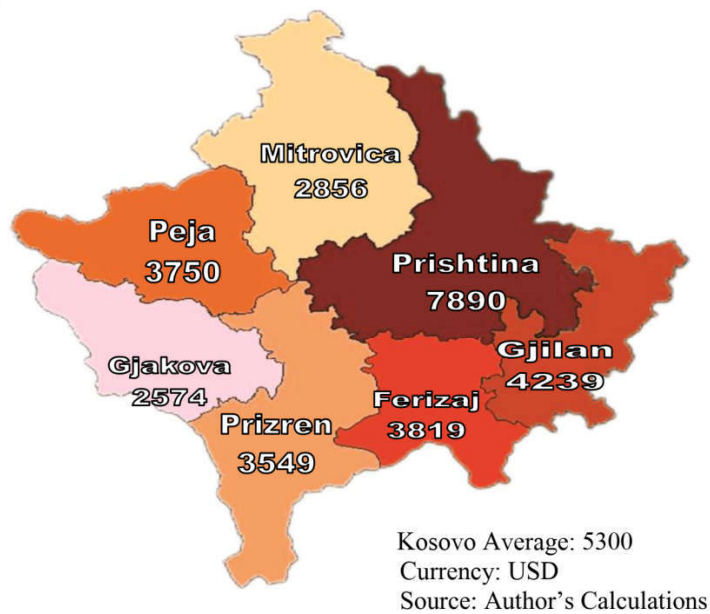 Mitrovica
2856
Peja
3750
Prishtina
7890
Gjakova
2574
Gjilan
4239
Prizren
3549
Ferizaj
3819
Kosovo Average: 5300
Currency: USD
Source: Author's Calculations